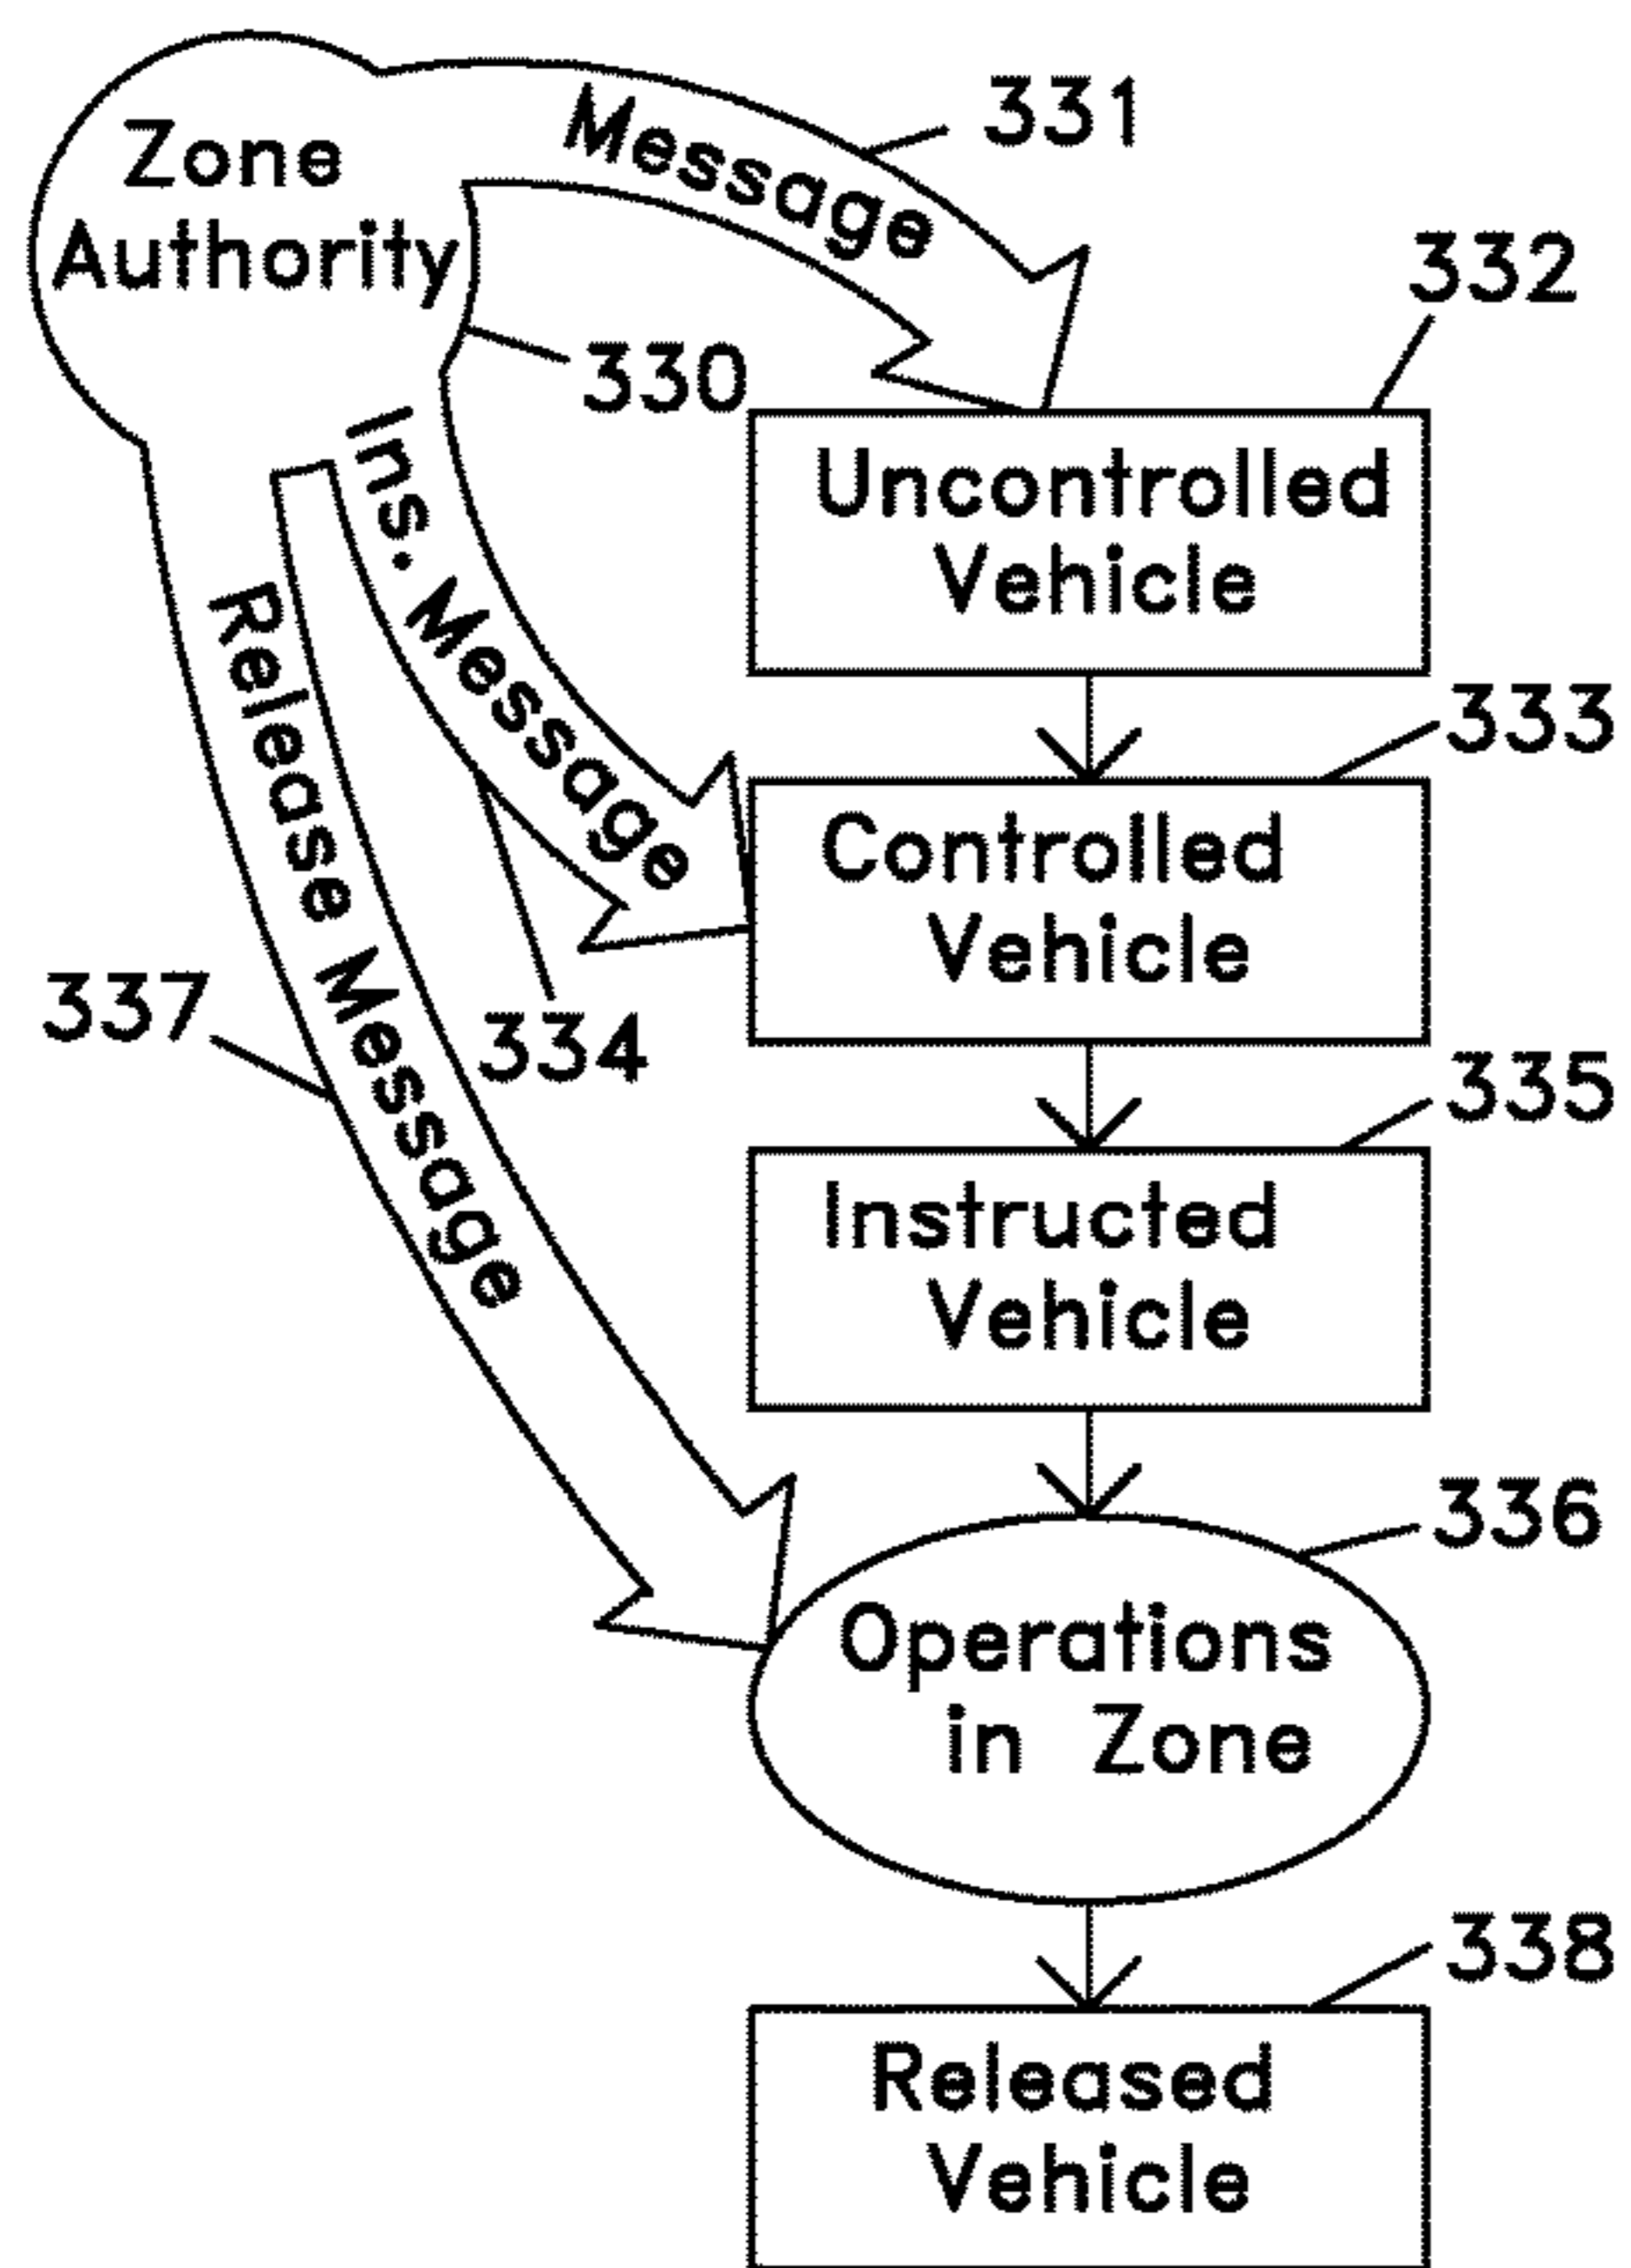 Zone
Authority
Message
331
332
330
Uncontrolled
Vehicle
Ins. Message
333
Controlled
Vehicle
Release Message
337
334
335
Instructed
Vehicle
336
Operations
in Zone
338
Released
Vehicle